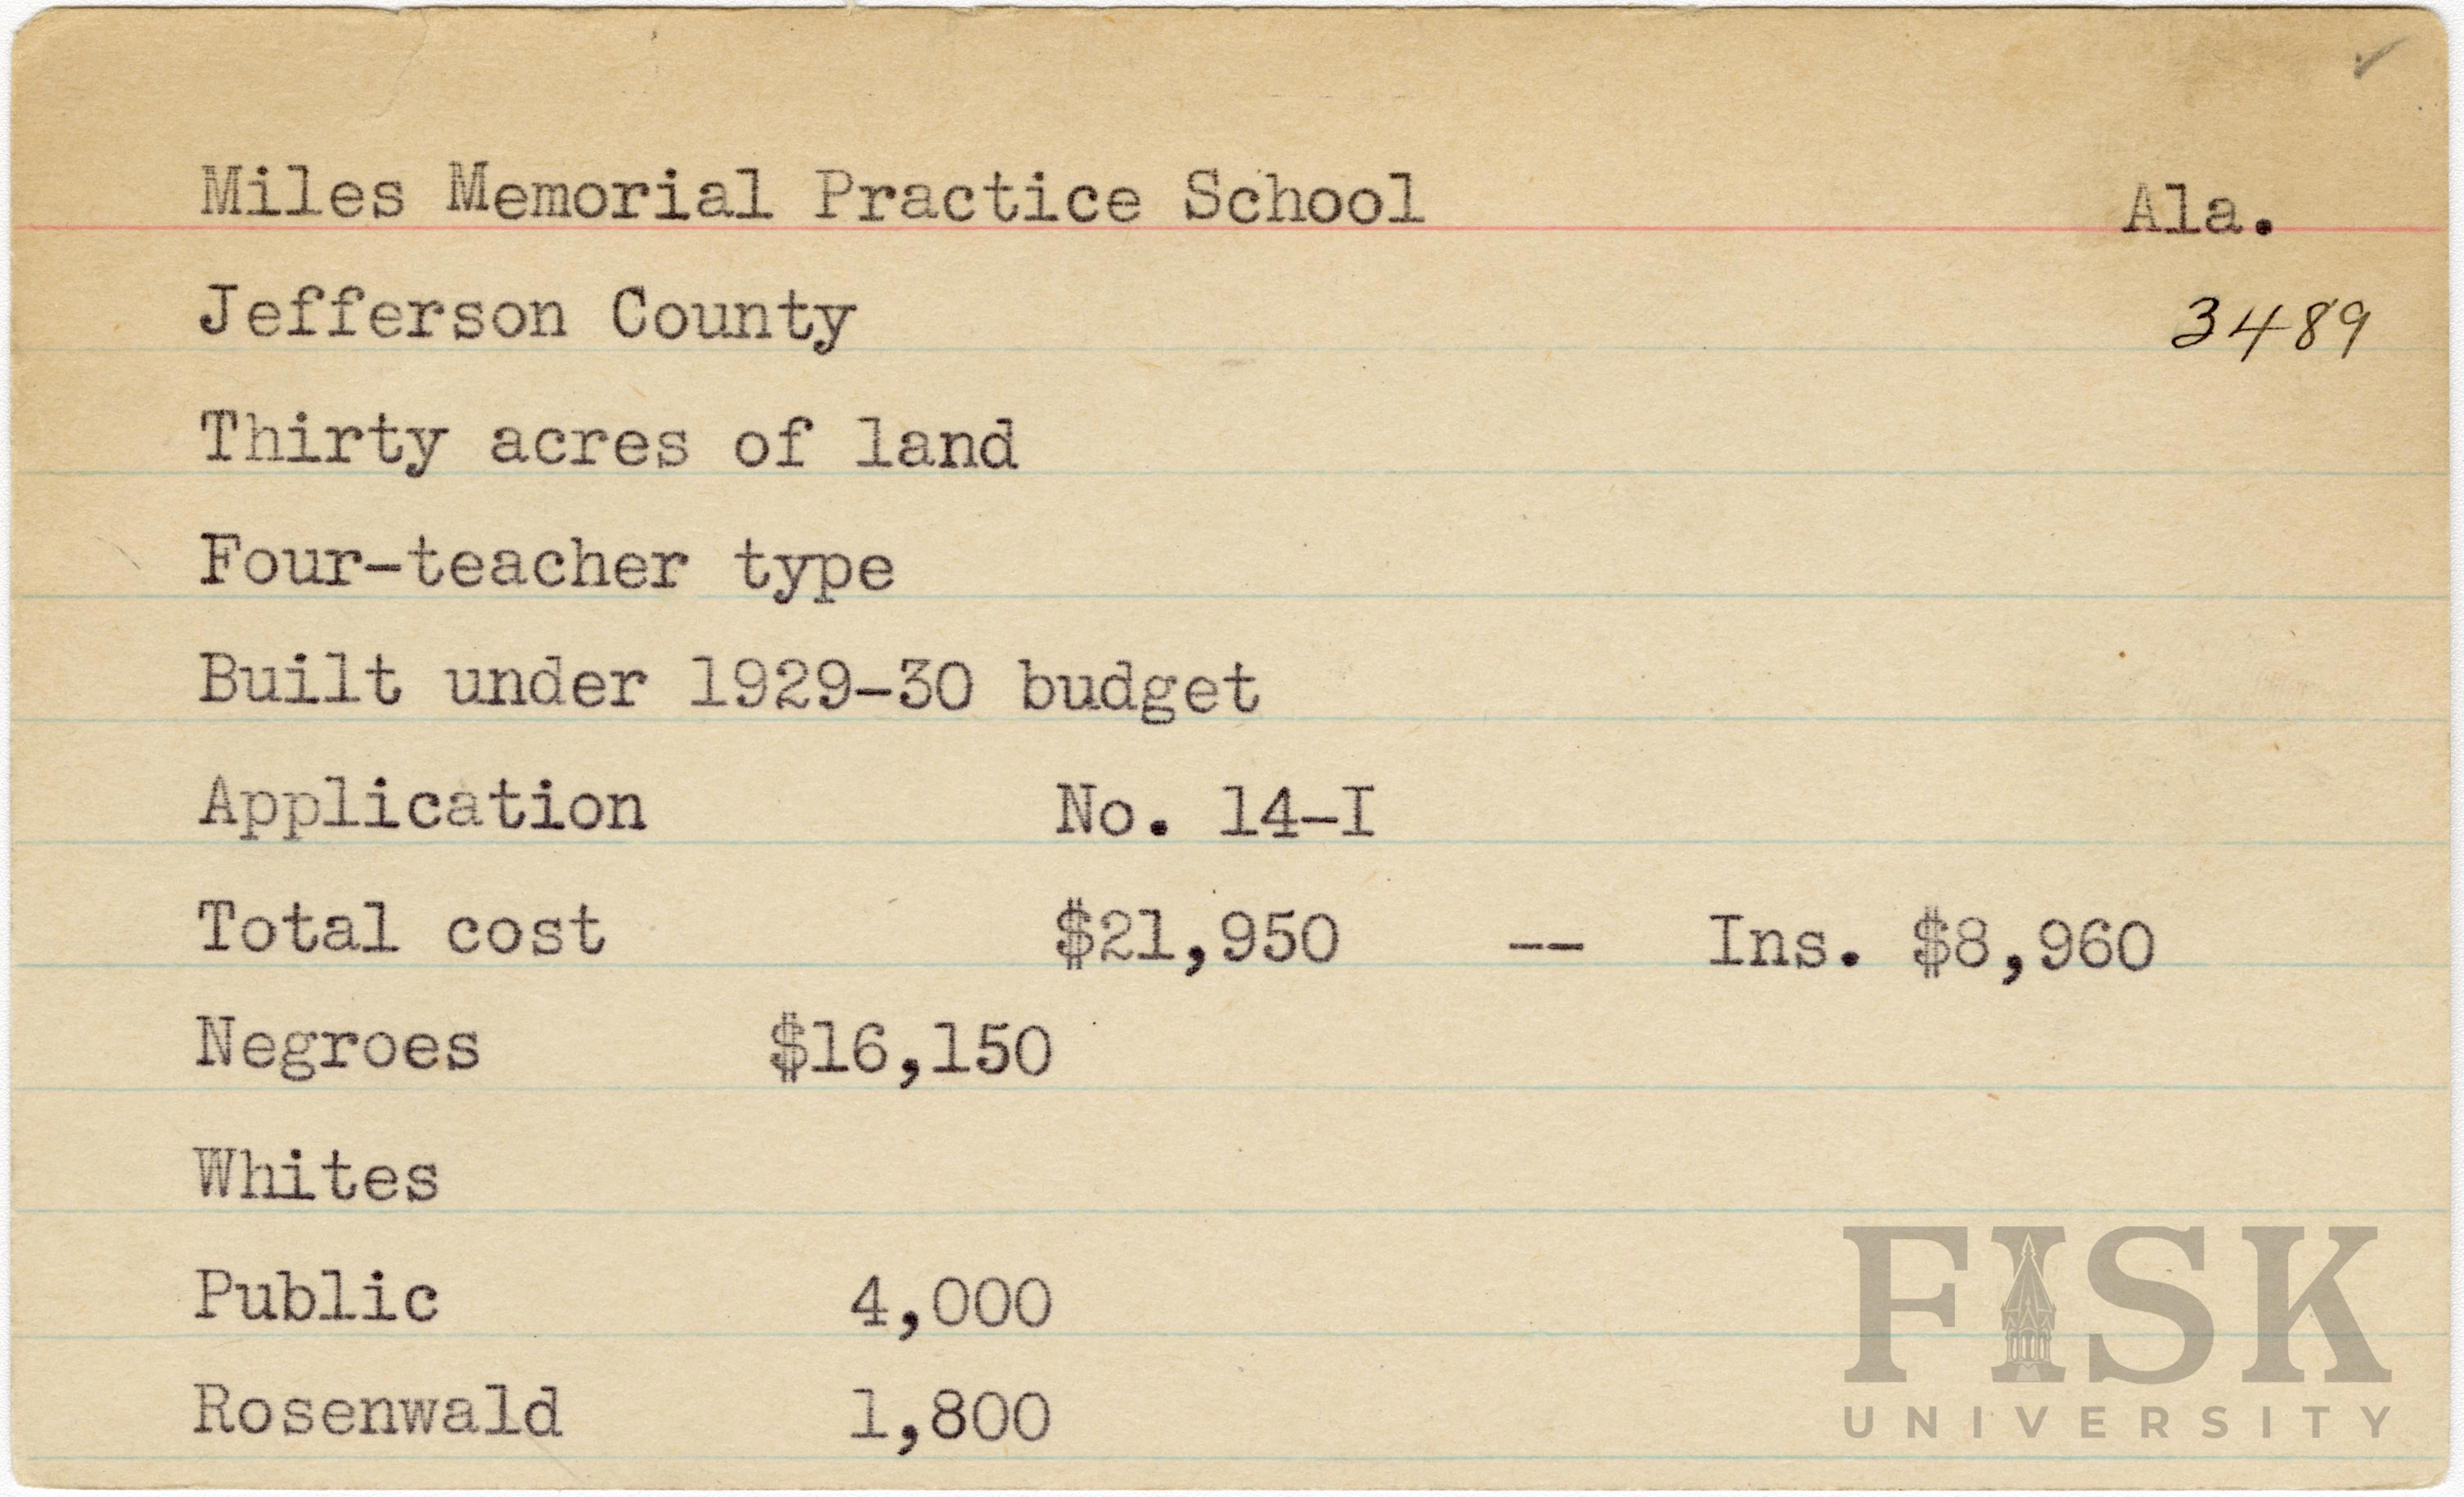 Miles Memorial Practice School Ala.
Jefferson County 3489
Thirty acres of land
Four-teacher type
Built under 1929-30 budget
Application No. 14-I
Total cost $21,950 -- Ins. $8,960
Negroes $16,150
Whites
Public 4,000
Rosenwald 1,800
FISK
UNIVERSITY